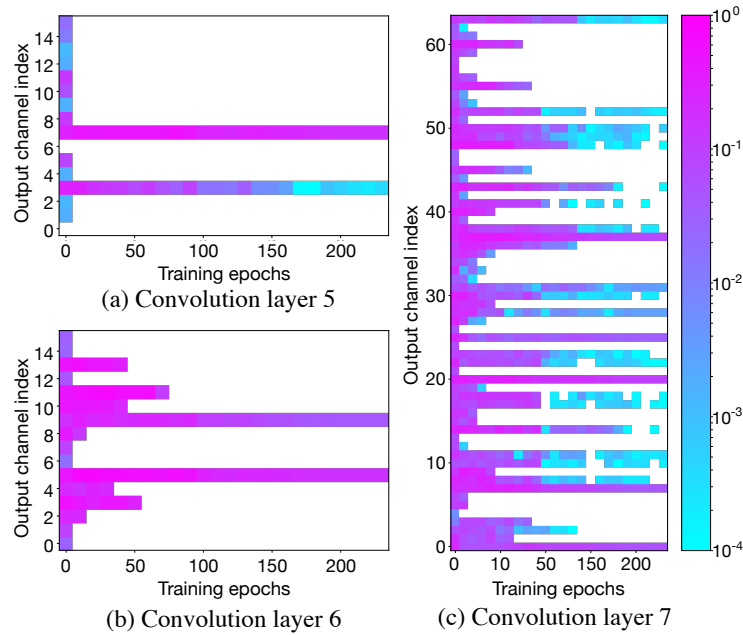 Output channel index
14
12
10
8
6
4
2
0
0 50 100 150 200
Training epochs
(a) Convolution layer 5
Output channel index
14
12
10
8
6
4
2
0
0 50 100 150 200
Training epochs
(b) Convolution layer 6
Output channel index
60
50
40
30
20
10
0
0 10 50 100 150 200
Training epochs
(c) Convolution layer 7
10⁰
10⁻¹
10⁻²
10⁻³
10⁻⁴